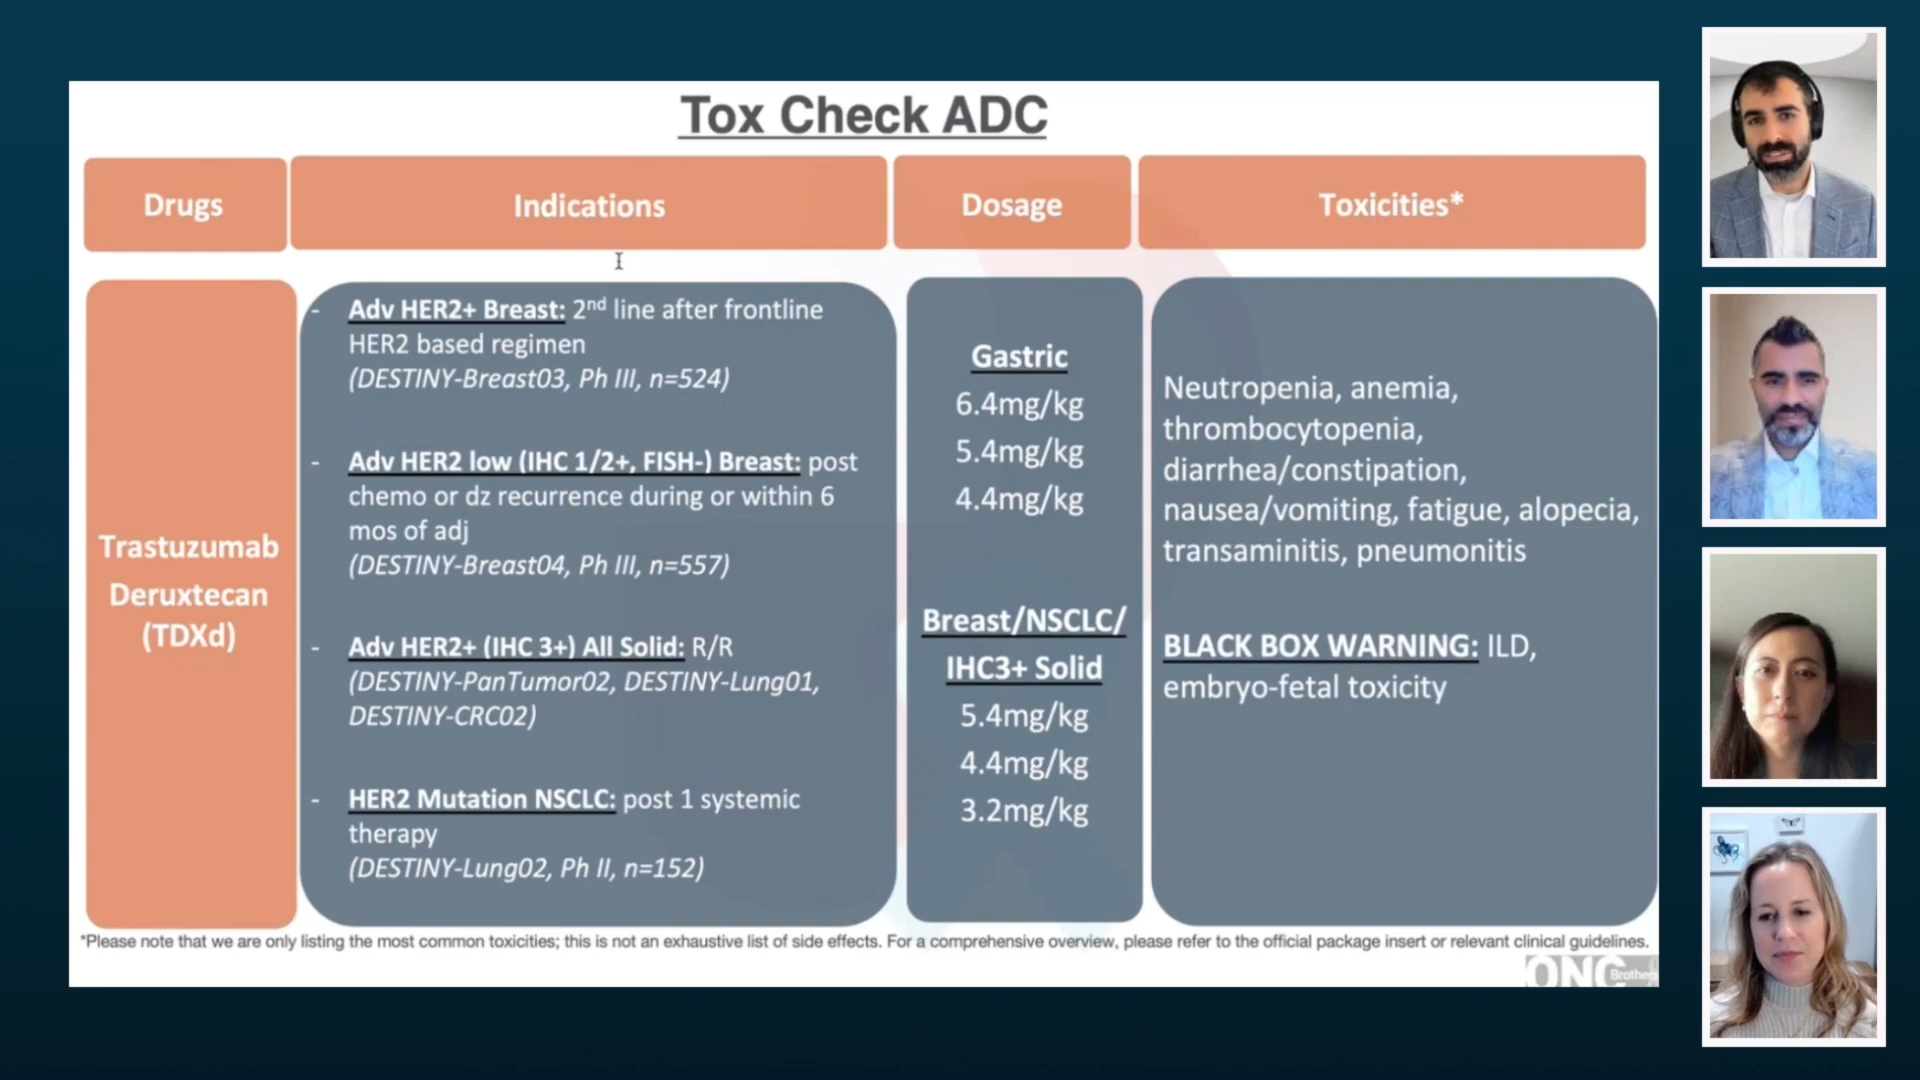 Tox Check ADC
Drugs
Indications
Dosage
Toxicities*
Trastuzumab
Deruxtecan
(TDXd)
- Adv HER2+ Breast: 2nd line after frontline
HER2 based regimen
(DESTINY-Breast03, Ph III, n=524)
- Adv HER2 low (IHC 1/2+, FISH-) Breast: post
chemo or dz recurrence during or within 6
mos of adj
(DESTINY-Breast04, Ph III, n=557)
- Adv HER2+ (IHC 3+) All Solid: R/R
(DESTINY-PanTumor02, DESTINY-Lung01,
DESTINY-CRC02)
- HER2 Mutation NSCLC: post 1 systemic
therapy
(DESTINY-Lung02, Ph II, n=152)
Gastric
6.4mg/kg
5.4mg/kg
4.4mg/kg
Breast/NSCLC/
IHC3+ Solid
5.4mg/kg
4.4mg/kg
3.2mg/kg
Neutropenia, anemia,
thrombocytopenia,
diarrhea/constipation,
nausea/vomiting, fatigue, alopecia,
transaminitis, pneumonitis
BLACK BOX WARNING: ILD,
embryo-fetal toxicity
*Please note that we are only listing the most common toxicities; this is not an exhaustive list of side effects. For a comprehensive overview, please refer to the official package insert or relevant clinical guidelines.
ONC Brothers